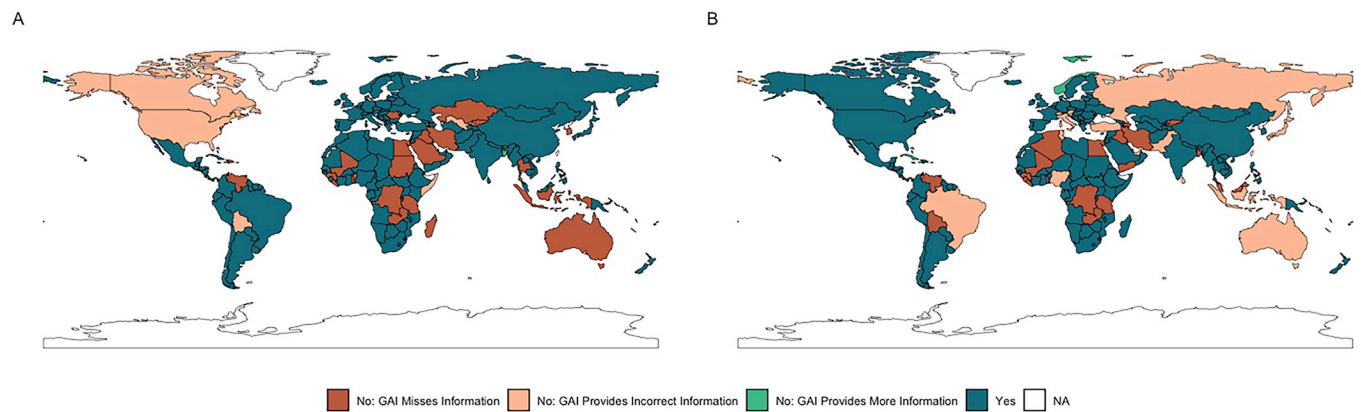 A
B
No: GAI Misses Information
No: GAI Provides Incorrect Information
No: GAI Provides More Information
Yes
NA